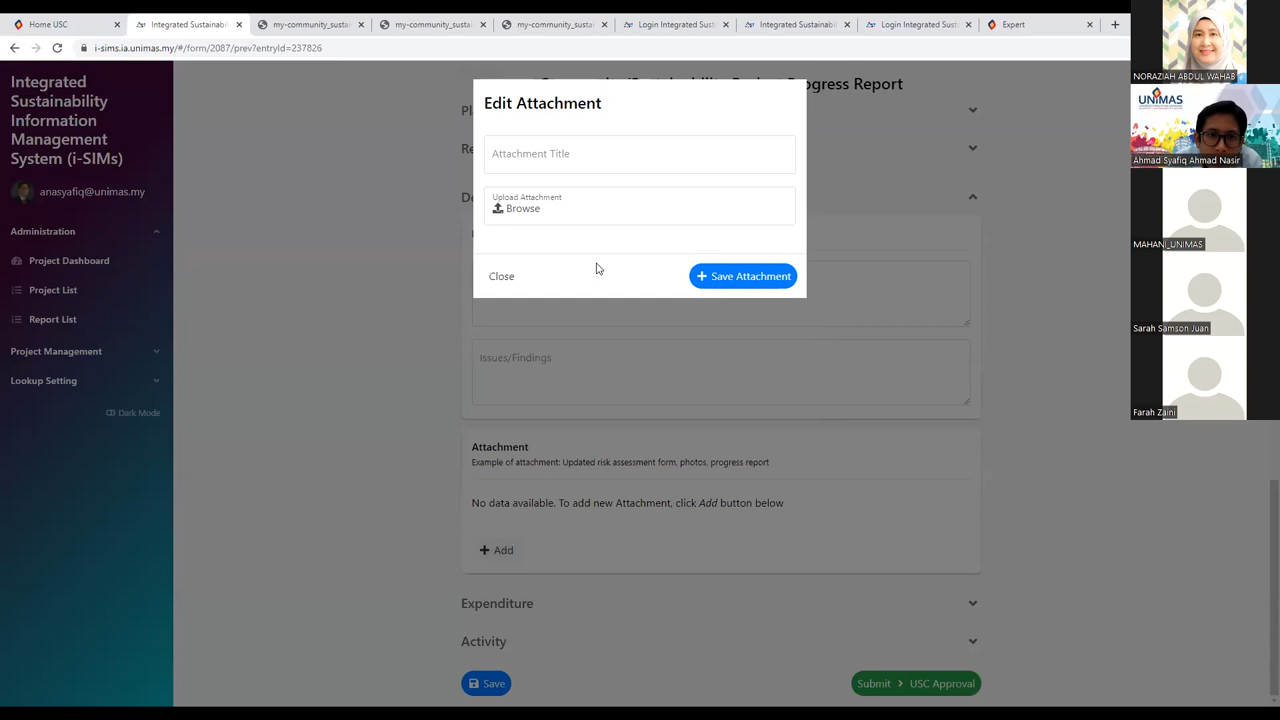 Home USC
Integrated Sustainabili
my-community_susta
my-community_susta
my-community_susta
Login Integrated Sust
Integrated Sustainabili
Login Integrated Sust
Expert
i-sims.ia.unimas.my/#/form/2087/prev?entryId=237826
Integrated
Sustainability
Information
Management
System (i-SIMs)
anasyafiq@unimas.my
Administration
Project Dashboard
Project List
Report List
Project Management
Lookup Setting
Dark Mode
ogress Report
Edit Attachment
Attachment Title
Upload Attachment
Browse
Close
Save Attachment
Issues/Findings
Attachment
Example of attachment: Updated risk assessment form, photos, progress report
No data available. To add new Attachment, click Add button below
Add
Expenditure
Activity
Save
Submit > USC Approval
NORAZIAH ABDUL WAHAB
UNIMAS
Ahmad Syafiq Ahmad Nasir
MAHANI_UNIMAS
Sarah Samson Juan
Farah Zaini